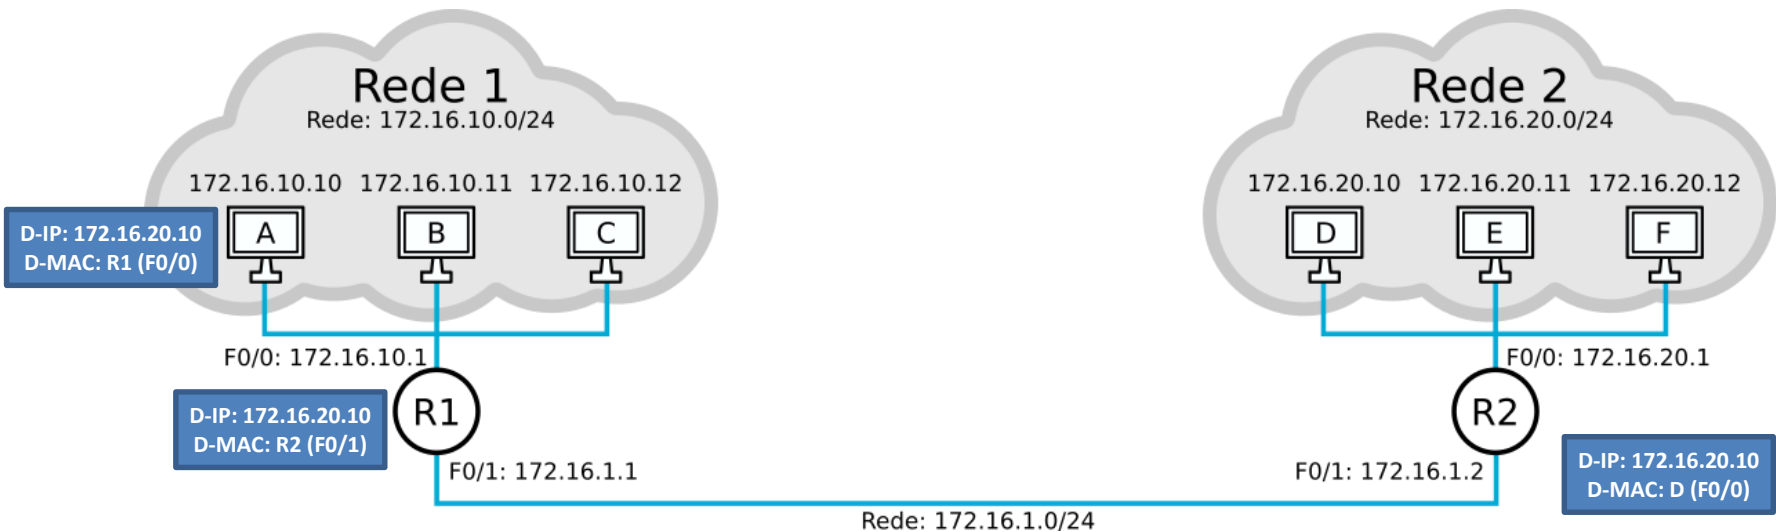 Rede 1
Rede: 172.16.10.0/24
172.16.10.10 172.16.10.11 172.16.10.12
A B C
D-IP: 172.16.20.10
D-MAC: R1 (F0/0)
F0/0: 172.16.10.1
R1
D-IP: 172.16.20.10
D-MAC: R2 (F0/1)
F0/1: 172.16.1.1
Rede 2
Rede: 172.16.20.0/24
172.16.20.10 172.16.20.11 172.16.20.12
D E F
F0/0: 172.16.20.1
R2
F0/1: 172.16.1.2
D-IP: 172.16.20.10
D-MAC: D (F0/0)
Rede: 172.16.1.0/24